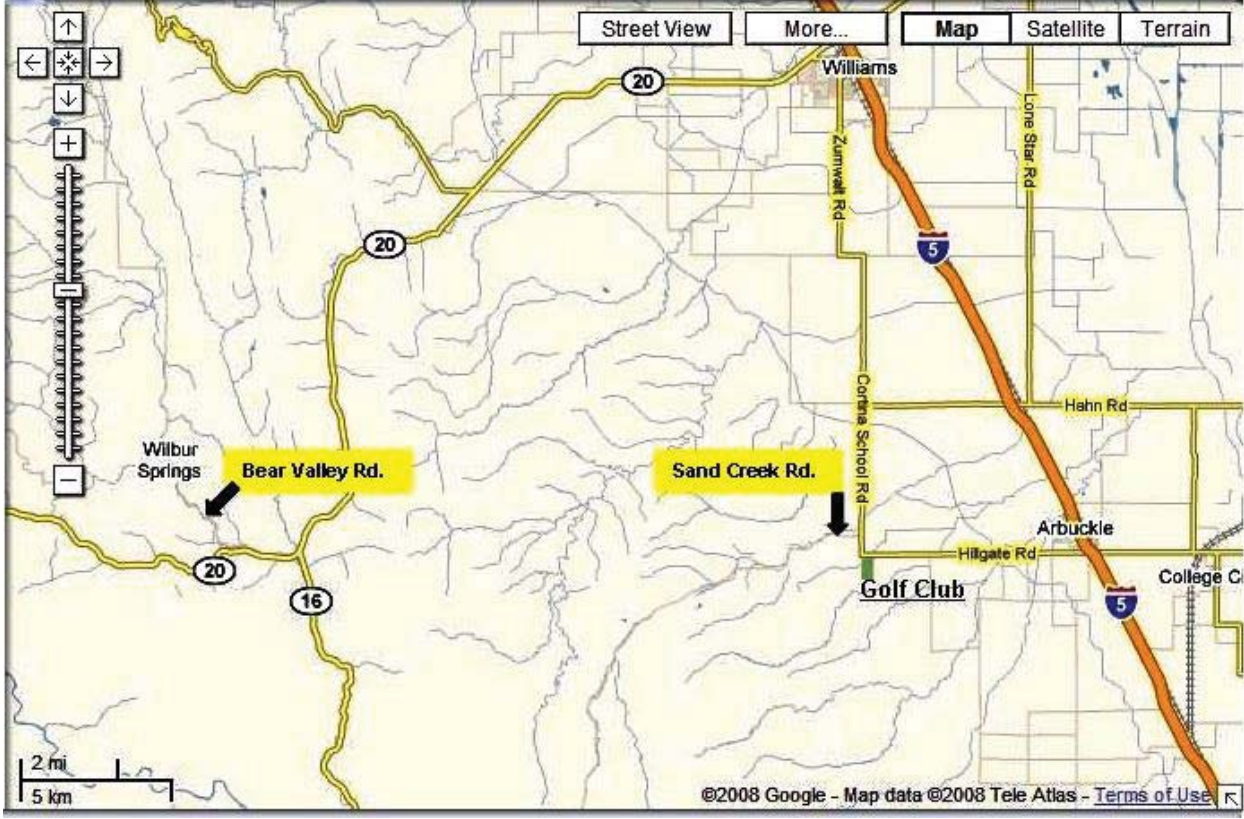 Street View
More...
Map
Satellite
Terrain
20
Williams
Zumwalt Rd
Lone Star Rd
20
5
Cortina School Rd
Hahn Rd
Wilbur
Springs
Bear Valley Rd.
Sand Creek Rd.
Arbuckle
Hillgate Rd
20
16
Golf Club
College Ci
5
2 mi
5 km
©2008 Google - Map data ©2008 Tele Atlas - Terms of Use